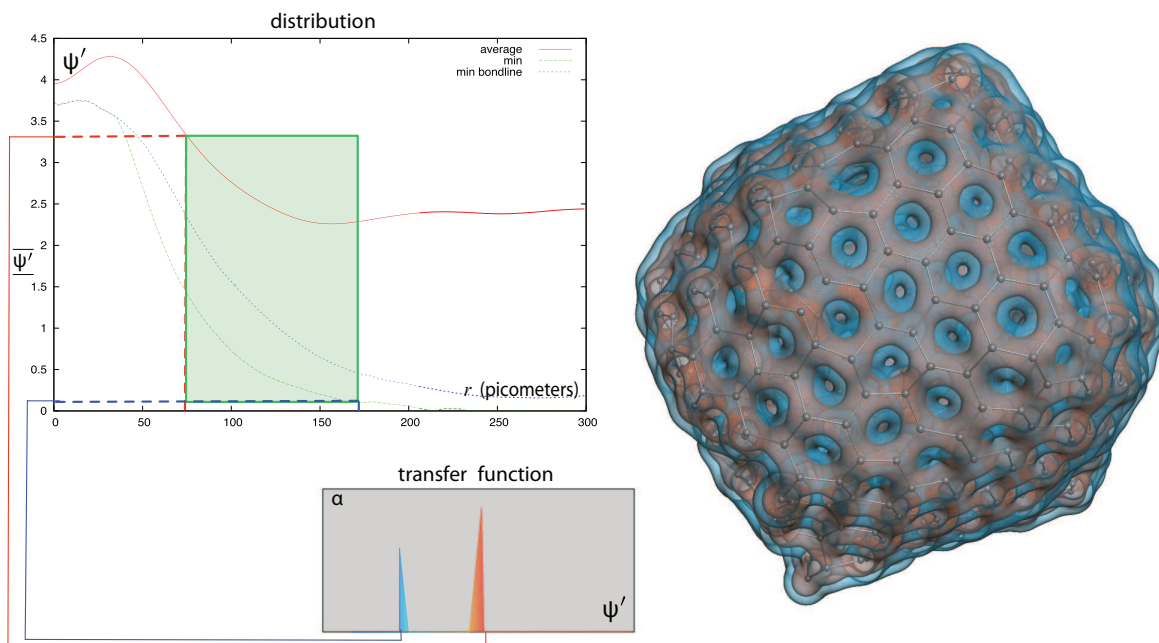 distribution
4.5
4
3.5
3
2.5
2
1.5
1
0.5
0
ψ′
average
min
min bondline
ψ′
r (picometers)
0 50 100 150 200 250 300
transfer function
α
ψ′